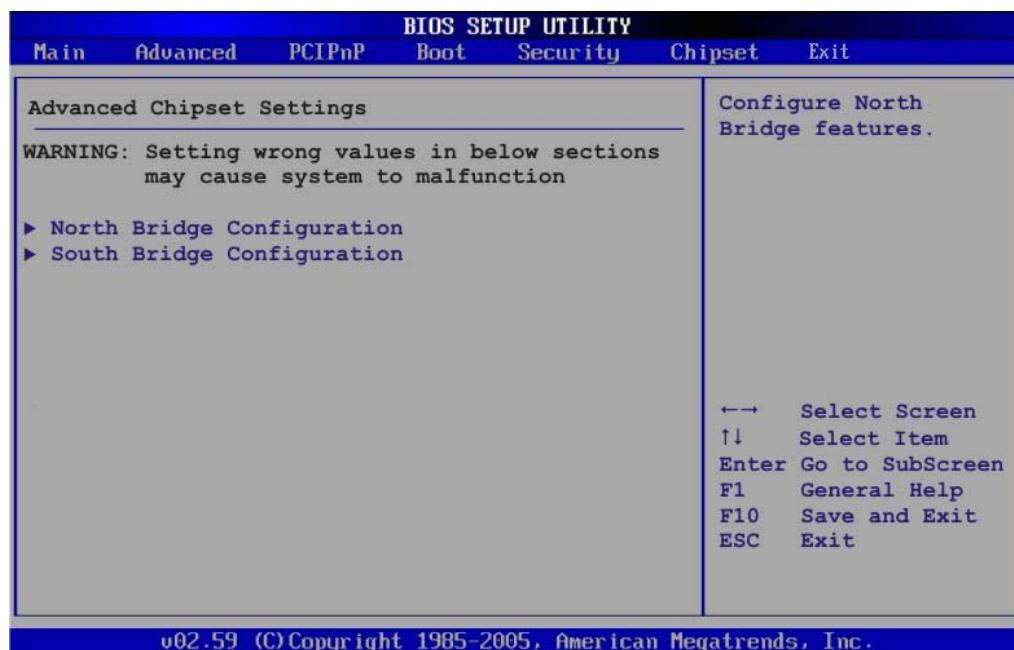 BIOS SETUP UTILITY
Main Advanced PCIPnP Boot Security Chipset Exit
Advanced Chipset Settings
WARNING: Setting wrong values in below sections
may cause system to malfunction
▶ North Bridge Configuration
▶ South Bridge Configuration
Configure North
Bridge features.
←→ Select Screen
↑↓ Select Item
Enter Go to SubScreen
F1 General Help
F10 Save and Exit
ESC Exit
v02.59 (C)Copyright 1985-2005, American Megatrends, Inc.